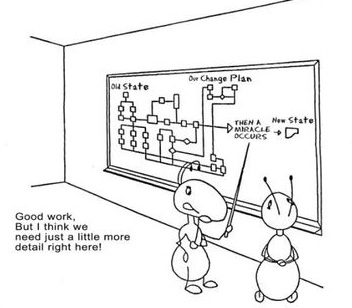 Old State
Our Change Plan
THEN A
MIRACLE
OCCURS
New State
Good work,
But I think we
need just a little more
detail right here!